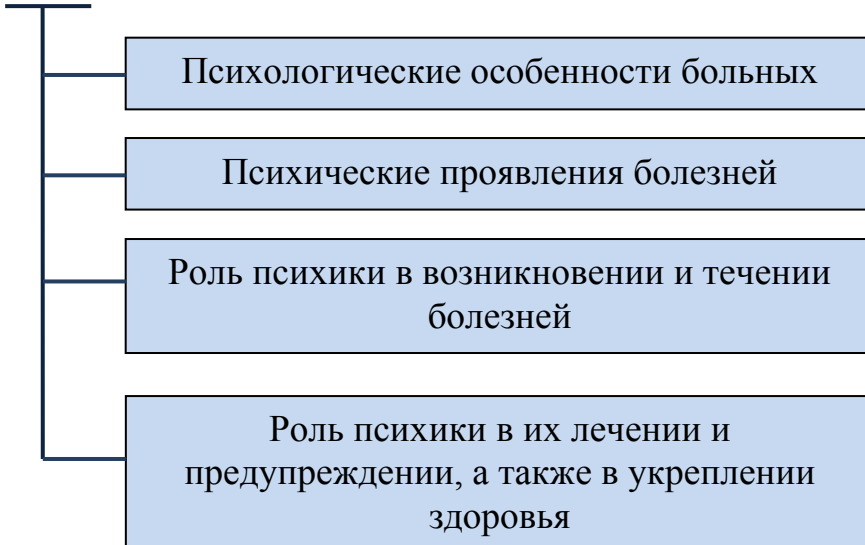 Психологические особенности больных
Психические проявления болезней
Роль психики в возникновении и течении
болезней
Роль психики в их лечении и
предупреждении, а также в укреплении
здоровья